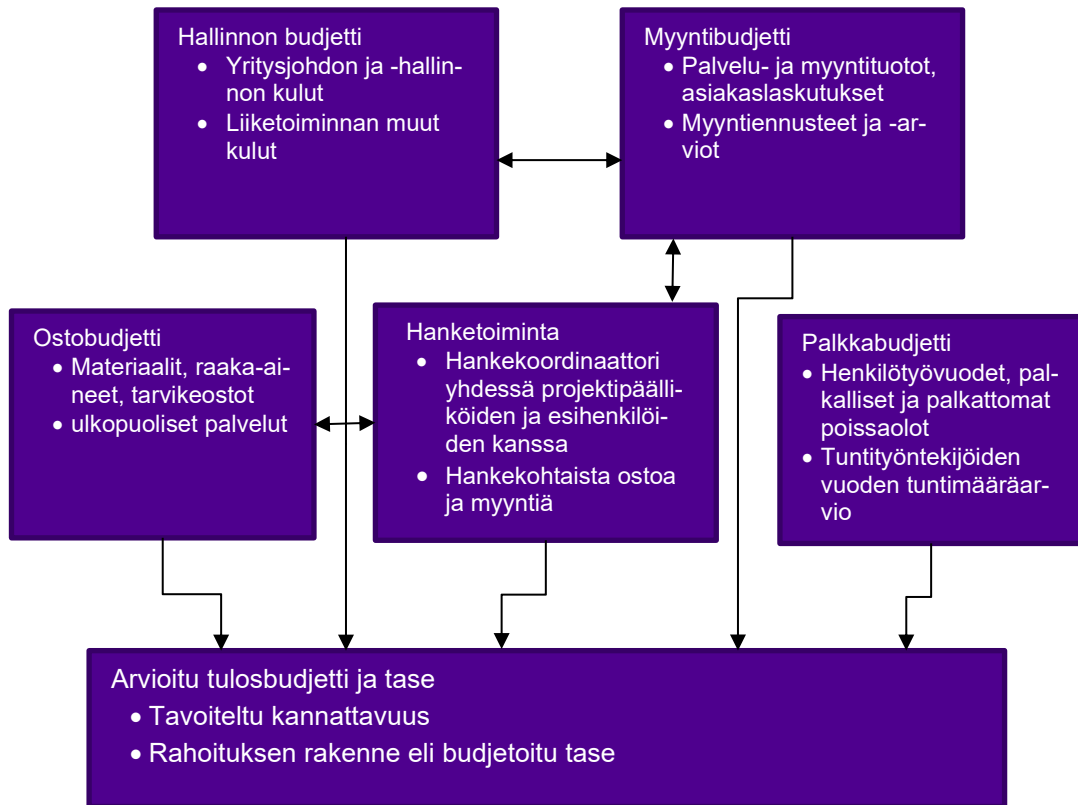 Hallinnon budjetti
• Yritysjohdon ja -hallin-
non kulut
• Liiketoiminnan muut
kulut
Myyntibudjetti
• Palvelu- ja myyntituotot,
asiakaslaskutukset
• Myyntiennusteet ja -ar-
viot
Ostobudjetti
• Materiaalit, raaka-ai-
neet, tarvikeostot
• ulkopuoliset palvelut
Hanketoiminta
• Hankekoordinaattori
yhdessä projektipääl-
liköiden ja esihenkilöi-
den kanssa
• Hankekohtaista ostoa
ja myyntiä
Palkkabudjetti
• Henkilötyövuodet, pal-
kalliset ja palkattomat
poissaolot
• Tuntityöntekijöiden
vuoden tuntimääräar-
vio
Arvioitu tulosbudjetti ja tase
• Tavoiteltu kannattavuus
• Rahoituksen rakenne eli budjetoitu tase